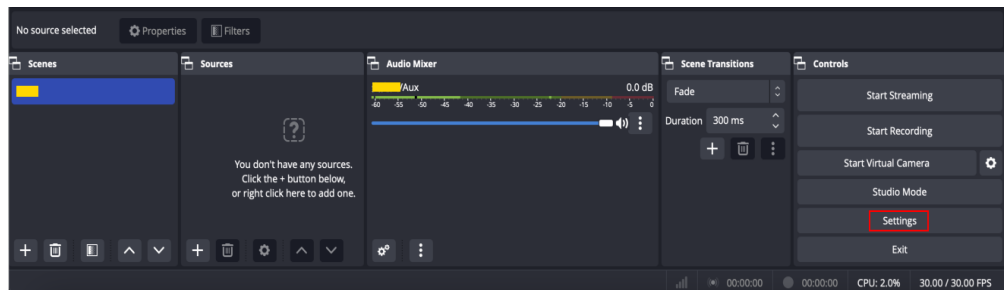 No source selected
Properties
Filters
Scenes
Sources
You don't have any sources.
Click the + button below,
or right click here to add one.
Audio Mixer
/Aux
0.0 dB
-60 -55 -50 -45 -40 -35 -30 -25 -20 -15 -10 -5 0
Scene Transitions
Fade
Duration 300 ms
Controls
Start Streaming
Start Recording
Start Virtual Camera
Studio Mode
Settings
Exit
00:00:00 00:00:00 CPU: 2.0% 30.00 / 30.00 FPS